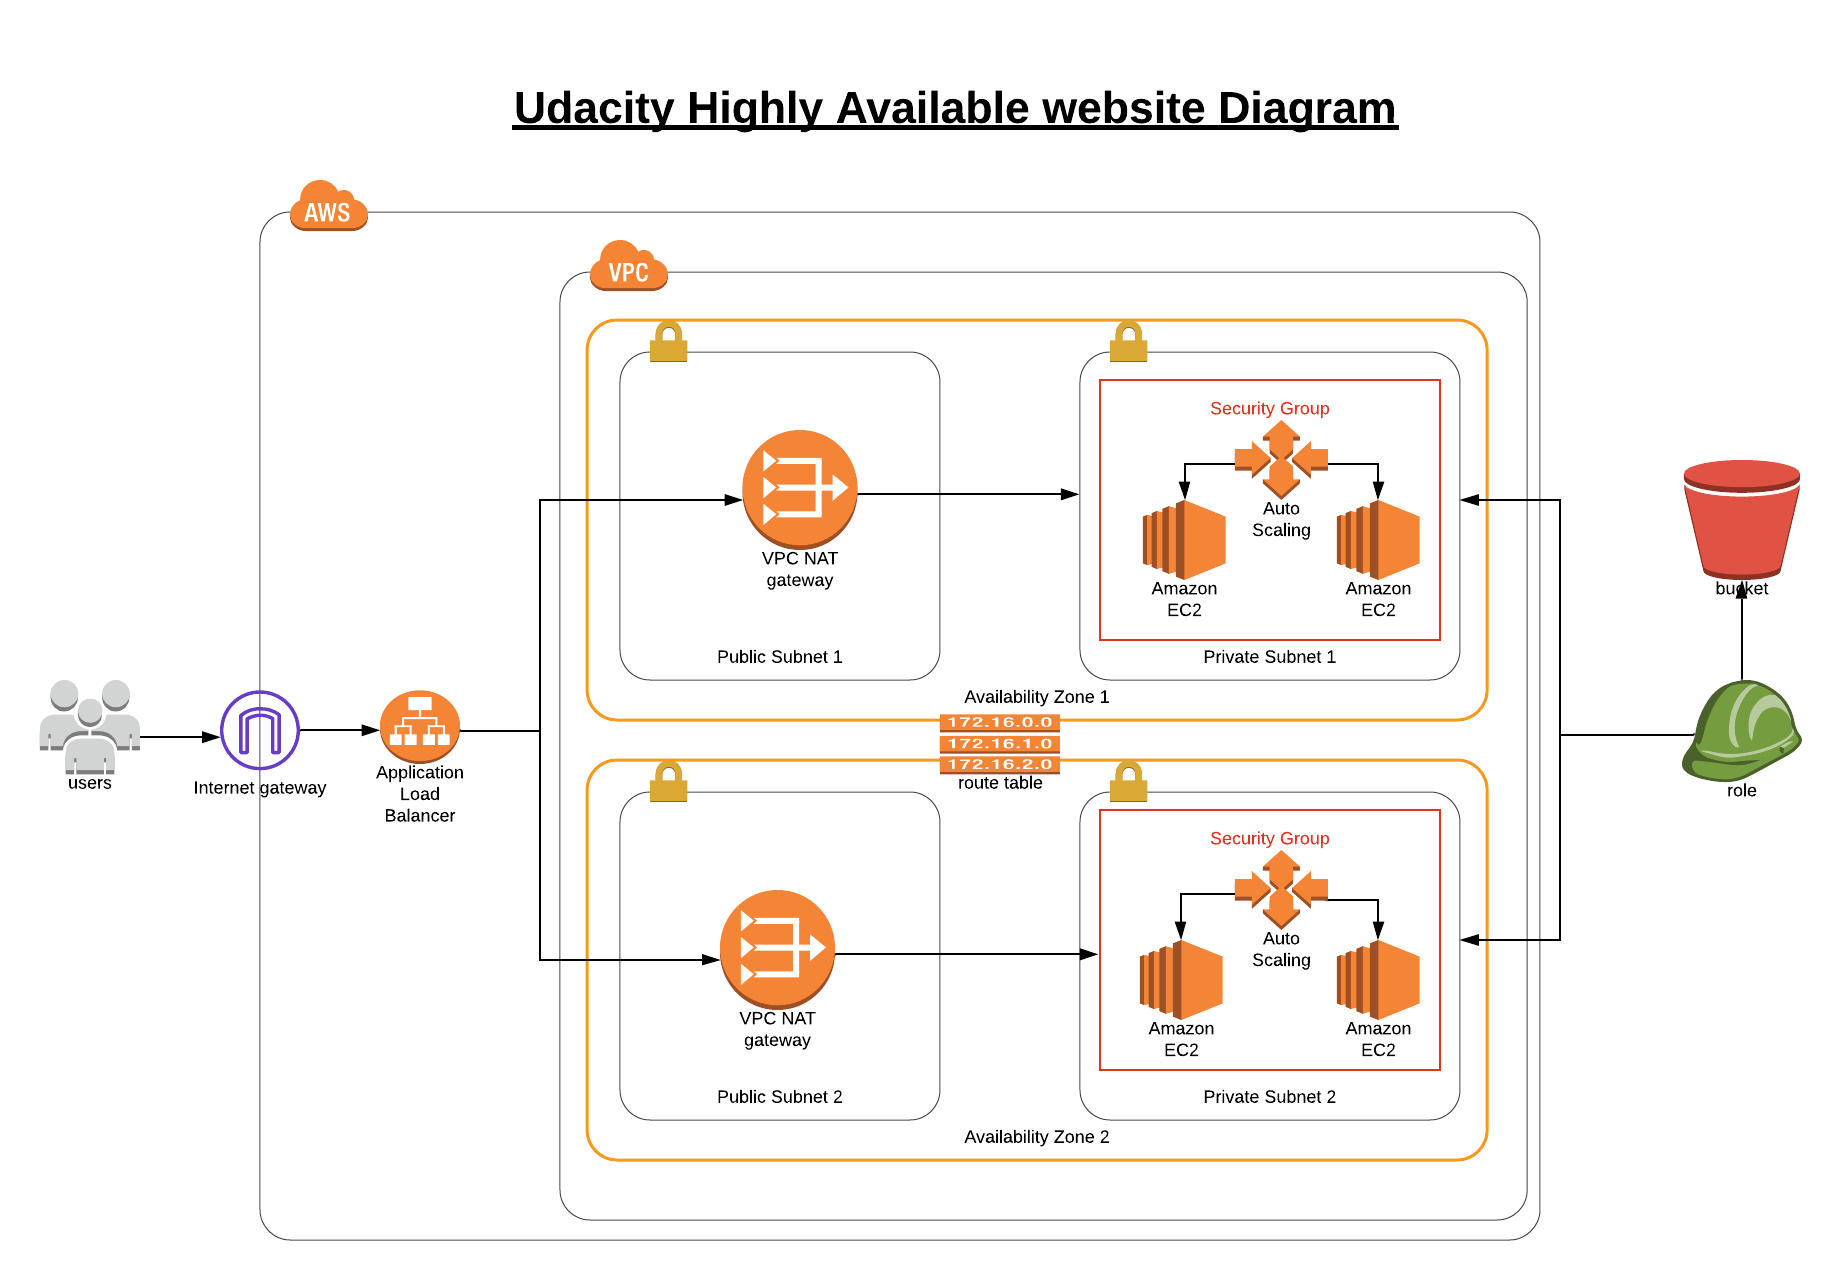 Udacity Highly Available website Diagram
AWS
VPC
Security Group
Auto
Scaling
Amazon
EC2
Amazon
EC2
VPC NAT
gateway
Public Subnet 1
Private Subnet 1
Availability Zone 1
172.16.0.0
172.16.1.0
172.16.2.0
route table
users
Internet gateway
Application
Load
Balancer
bucket
role
Security Group
Auto
Scaling
Amazon
EC2
Amazon
EC2
VPC NAT
gateway
Public Subnet 2
Private Subnet 2
Availability Zone 2